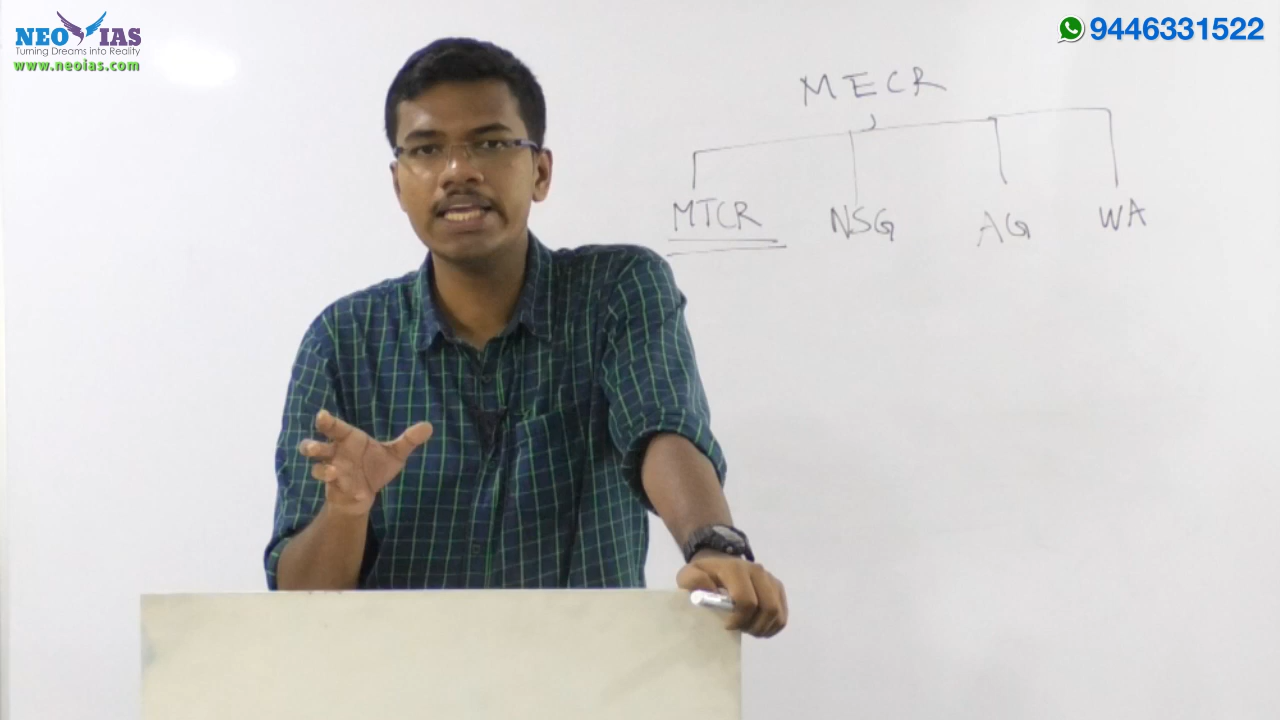 NEO IAS
Turning Dreams into Reality
www.neoias.com
9446331522
MECR
MTCR NSG AG WA